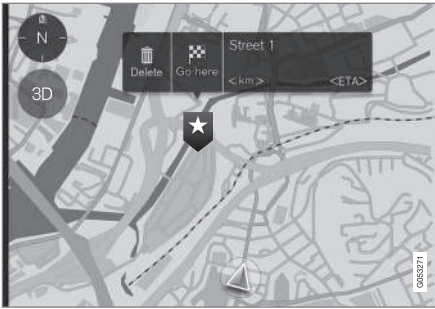 N
3D
Delete
Go here
Street 1
<km>
<ETA>
G053271